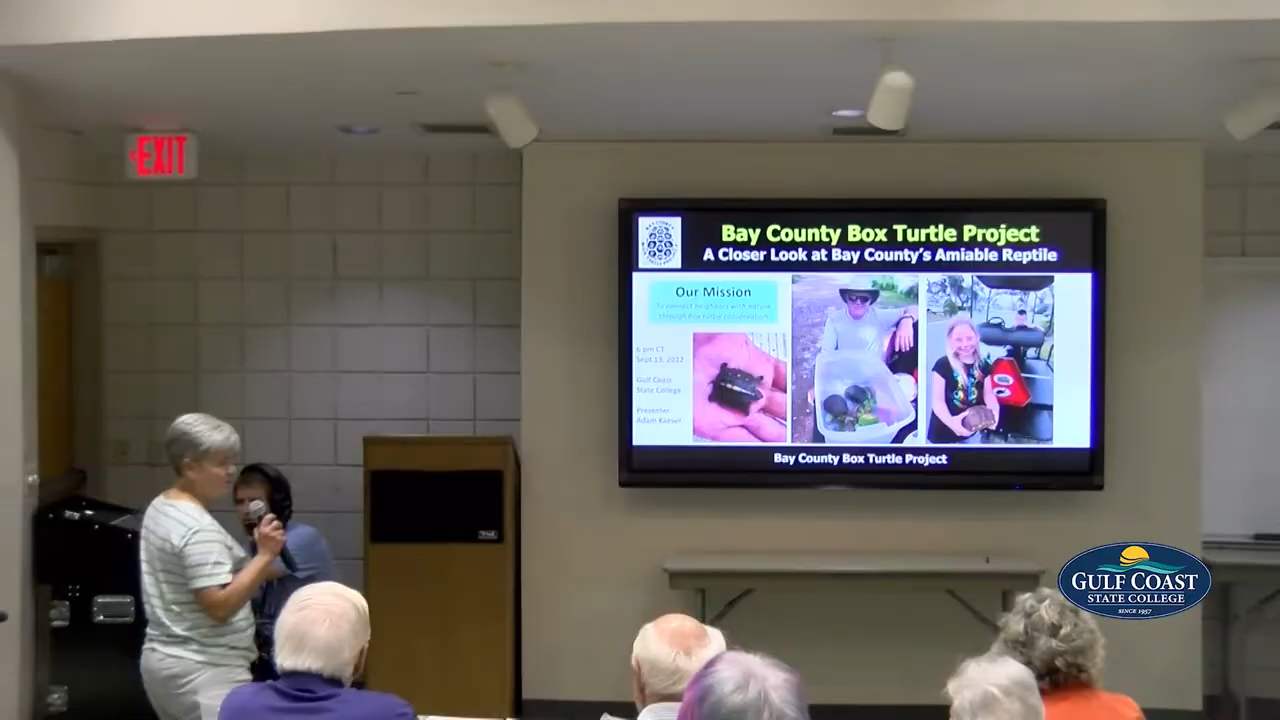 EXIT
Bay County Box Turtle Project
A Closer Look at Bay County's Amiable Reptile
Our Mission
To connect neighbors with nature
through box turtle conservation
6 pm CT
Sept 13, 2022
Gulf Coast
State College
Presenter
Adam Kaeser
Bay County Box Turtle Project
GULF COAST
STATE COLLEGE
SINCE 1957